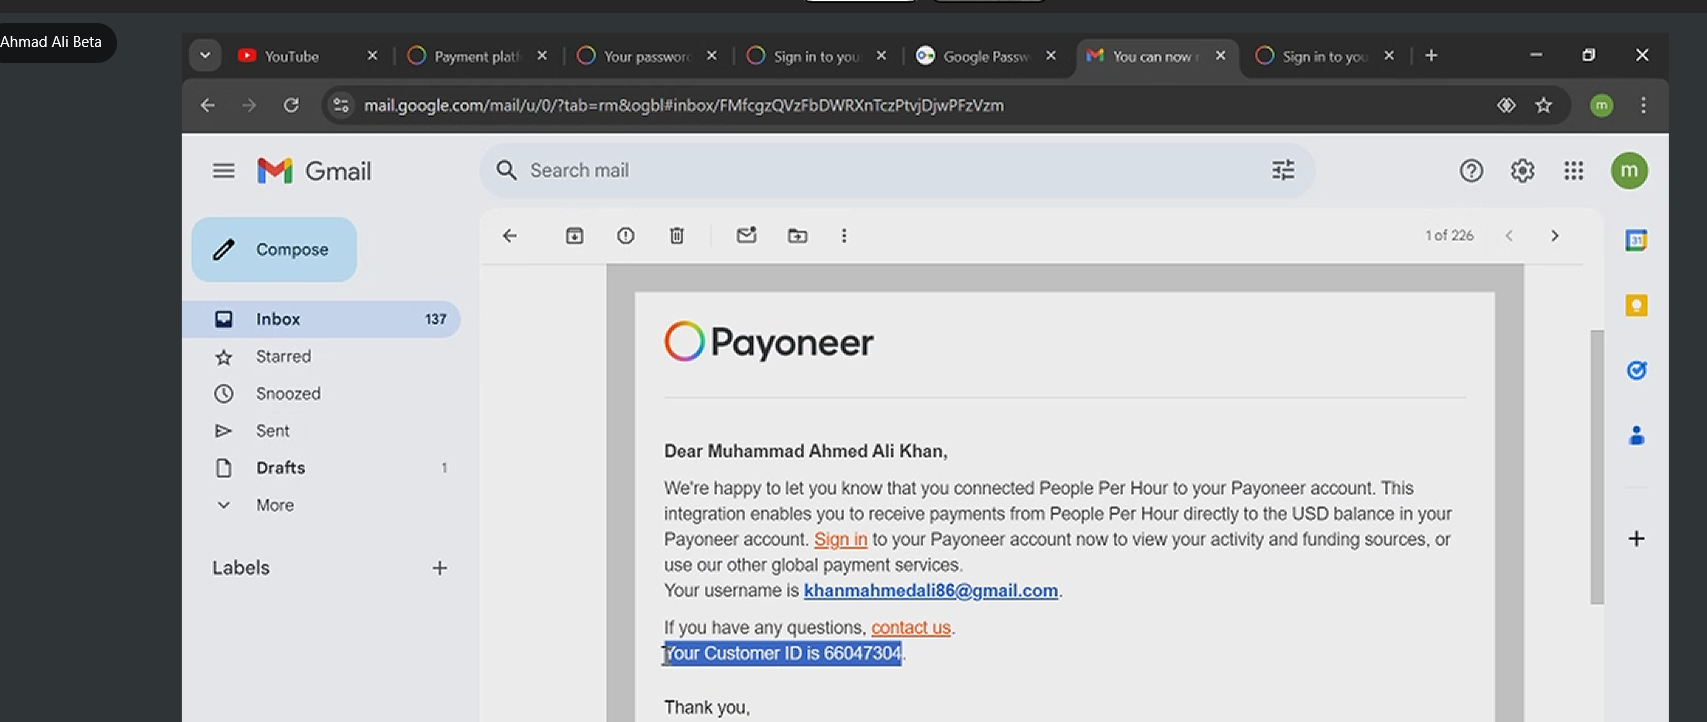 Ahmad Ali Beta
YouTube
Payment platf
Your password
Sign in to you
Google Passw
You can now r
Sign in to you
mail.google.com/mail/u/0/?tab=rm&ogbl#inbox/FMfcgzQVzFbDWRXnTczPtvjDjwPFzVzm
m
Gmail
Search mail
m
Compose
1 of 226
31
Inbox 137
Starred
Snoozed
Sent
Drafts 1
More
Labels
Payoneer
Dear Muhammad Ahmed Ali Khan,
We're happy to let you know that you connected People Per Hour to your Payoneer account. This
integration enables you to receive payments from People Per Hour directly to the USD balance in your
Payoneer account. Sign in to your Payoneer account now to view your activity and funding sources, or
use our other global payment services.
Your username is khanmahmedali86@gmail.com.
If you have any questions, contact us.
Your Customer ID is 66047304.
Thank you,